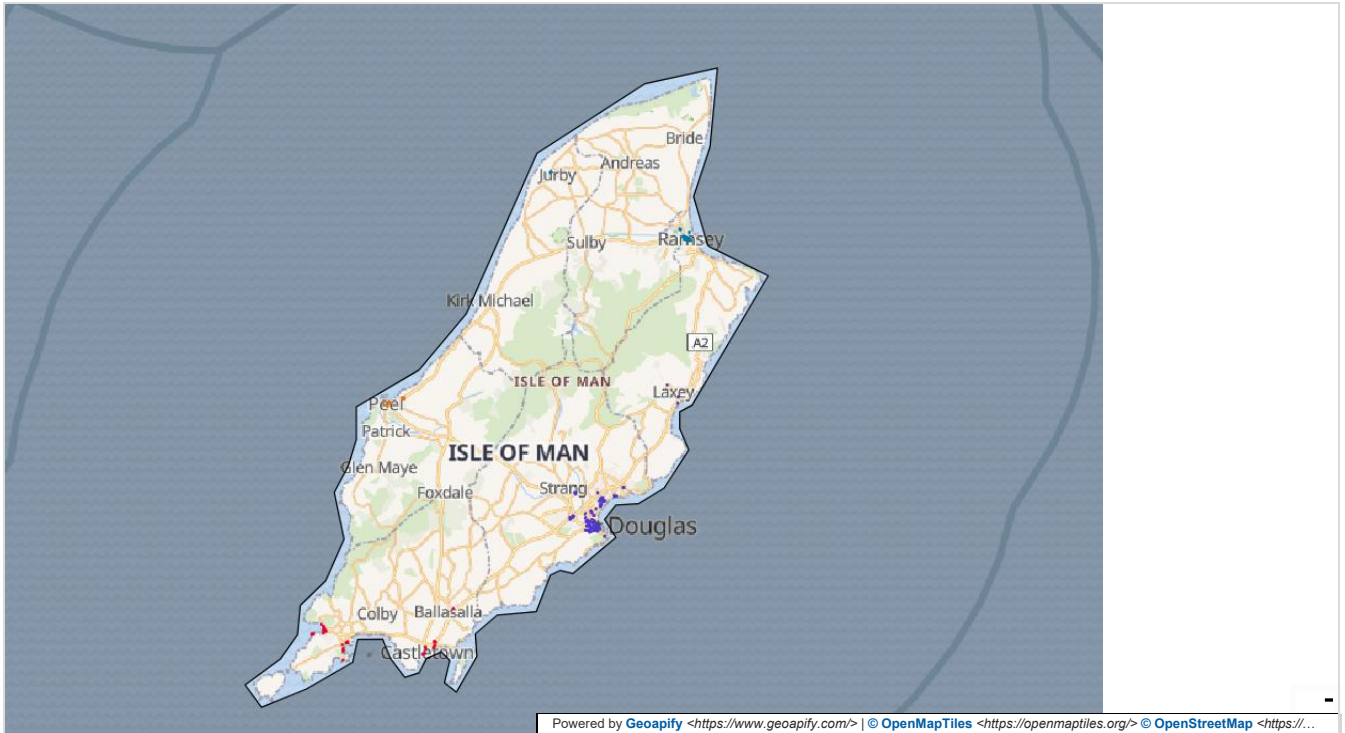 Bride
Andreas
Jurby
Ramsey
Sulby
Kirk Michael
A2
ISLE OF MAN
Laxey
Peel
Patrick
ISLE OF MAN
Glen Maye
Foxdale
Strang
Douglas
Colby
Ballasalla
Castletown
-
Powered by Geoapify <https://www.geoapify.com/> | © OpenMapTiles <https://openmaptiles.org/> © OpenStreetMap <https://…